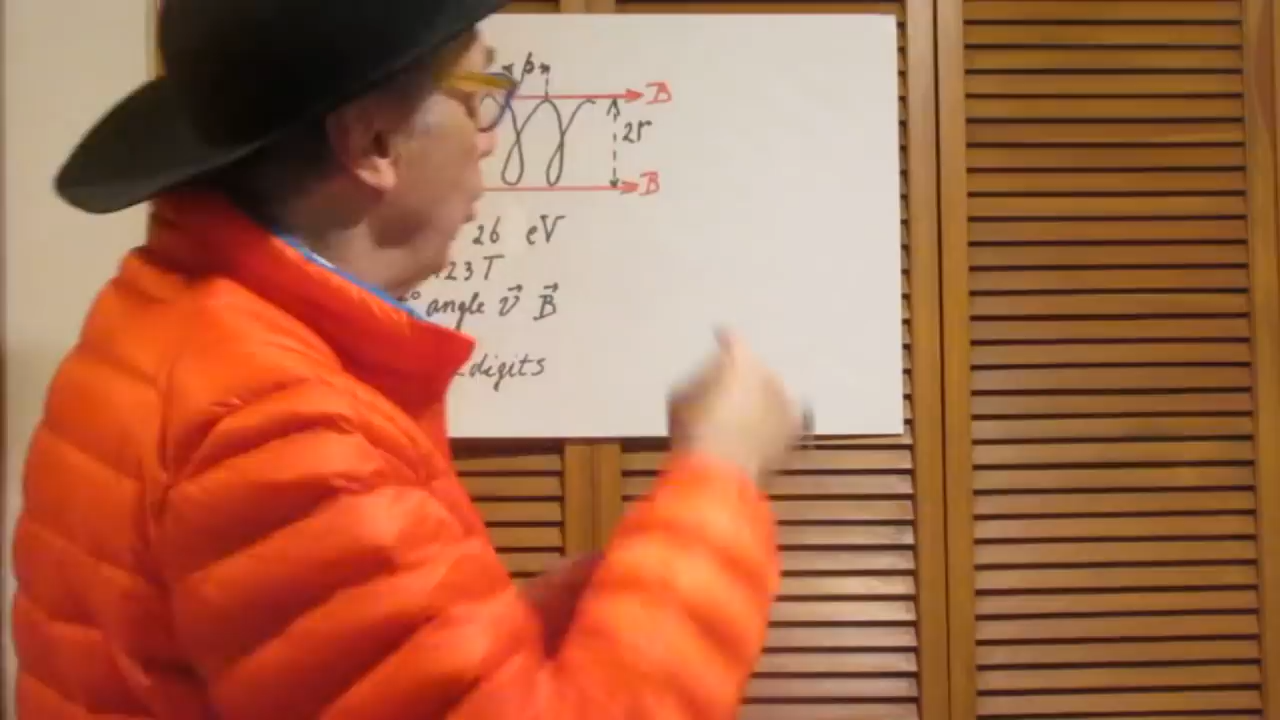 p
B
2r
B
26 eV
23 T
° angle v⃗ B⃗
digits